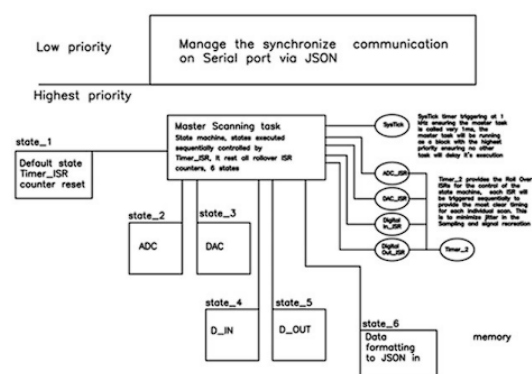 Low priority
Manage the synchronize communication
on Serial port via JSON
Highest priority
Master Scanning task
State machine, states executed
sequentially controlled by
Timer_ISR, It rest all rollover ISR
counters, 6 states
SysTick
SysTick timer triggering at 1
kHz ensuring the master task
is called very 1ms, the
master task will be running
as a block with the highest
priority ensuring no other
task will delay it's execution
state_1
Default state
Timer_ISR
counter reset
ADC_ISR
DAC_ISR
Digital
In_ISR
Digital
Out_ISR
Timer_2
Timer_2 provides the Roll Over
ISRs for the control of the
state machine, each ISR will
be triggered sequentially to
provide the most clear timing
for each individual scan. This
is to minimize jitter in the
Sampling and signal recreation
state_2
ADC
state_3
DAC
state_4
D_IN
state_5
D_OUT
state_6
Data
formatting
to JSON in
memory